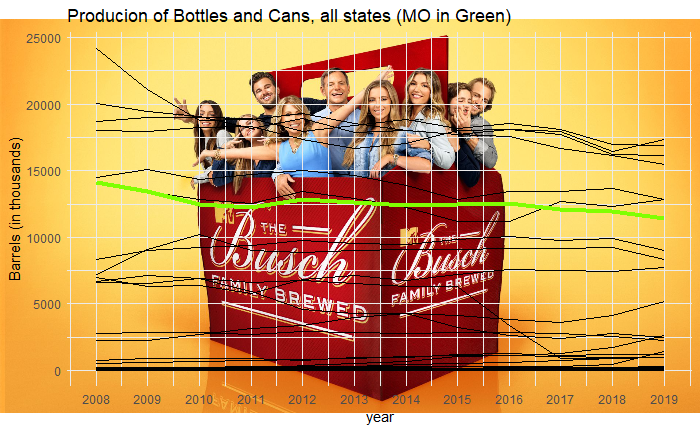 Producion of Bottles and Cans, all states (MO in Green)
25000
20000
15000
10000
5000
0
Barrels (in thousands)
MTV
THE
Busch
FAMILY BREWED
MTV
THE
Busch
FAMILY BREWED
2008 2009 2010 2011 2012 2013 2014 2015 2016 2017 2018 2019
year